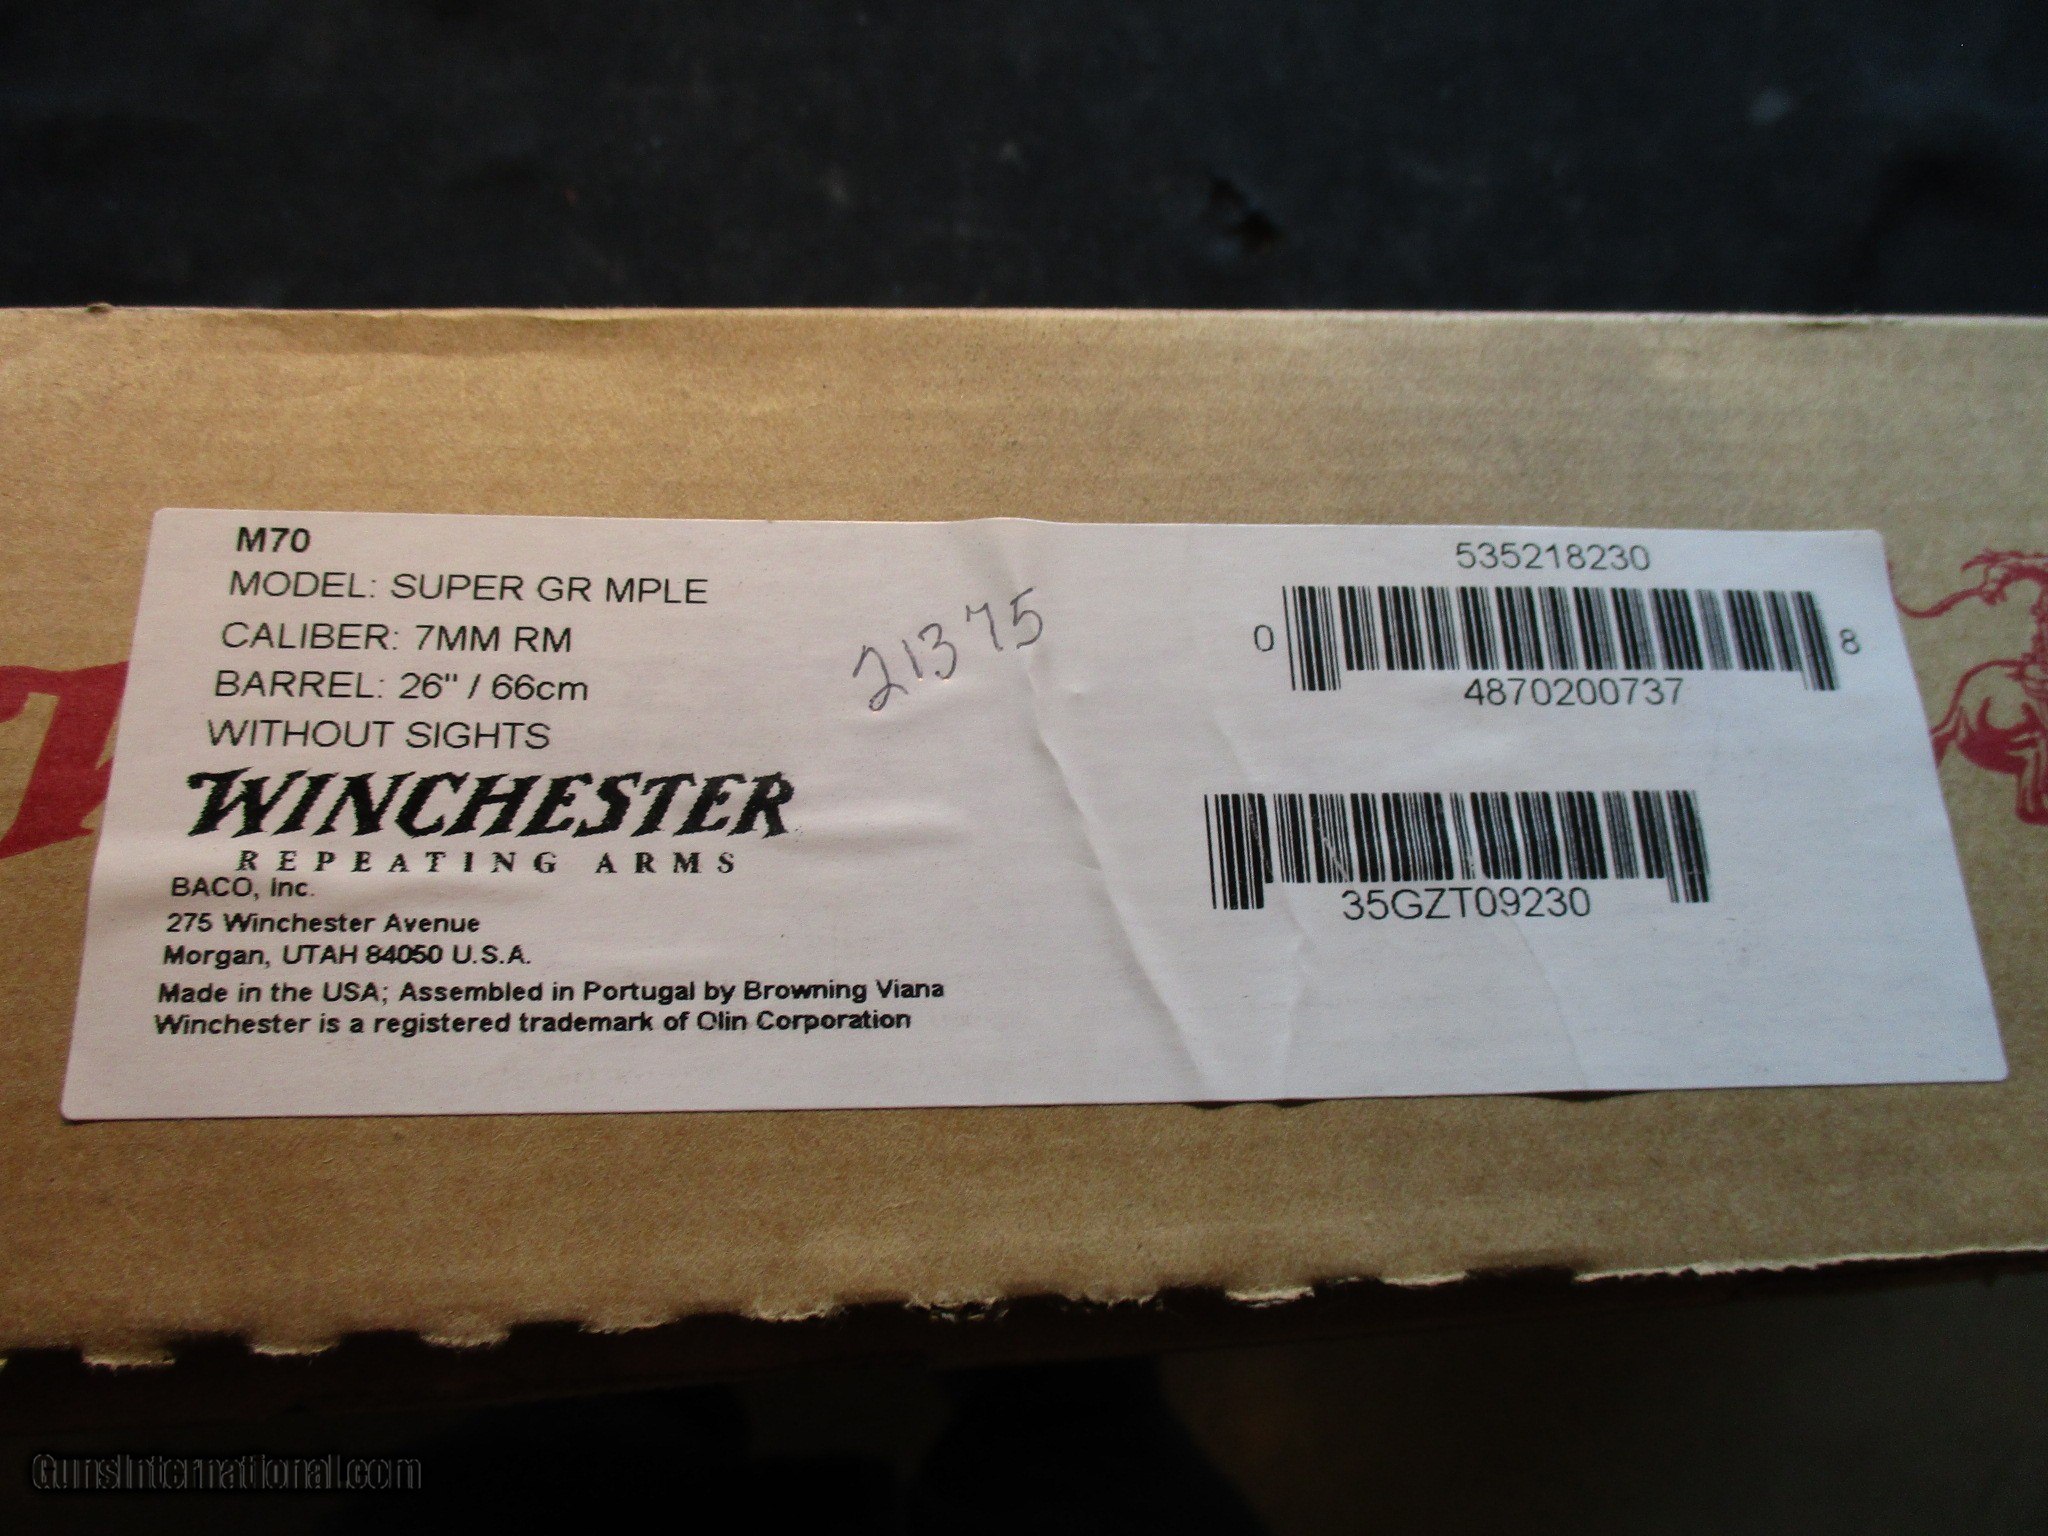 M70
MODEL: SUPER GR MPLE
CALIBER: 7MM RM
BARREL: 26" / 66cm
WITHOUT SIGHTS
WINCHESTER
REPEATING ARMS
BACO, Inc.
275 Winchester Avenue
Morgan, UTAH 84050 U.S.A.
Made in the USA; Assembled in Portugal by Browning Viana
Winchester is a registered trademark of Olin Corporation
21375
535218230
0 8
4870200737
35GZT09230
GunsInternational.com